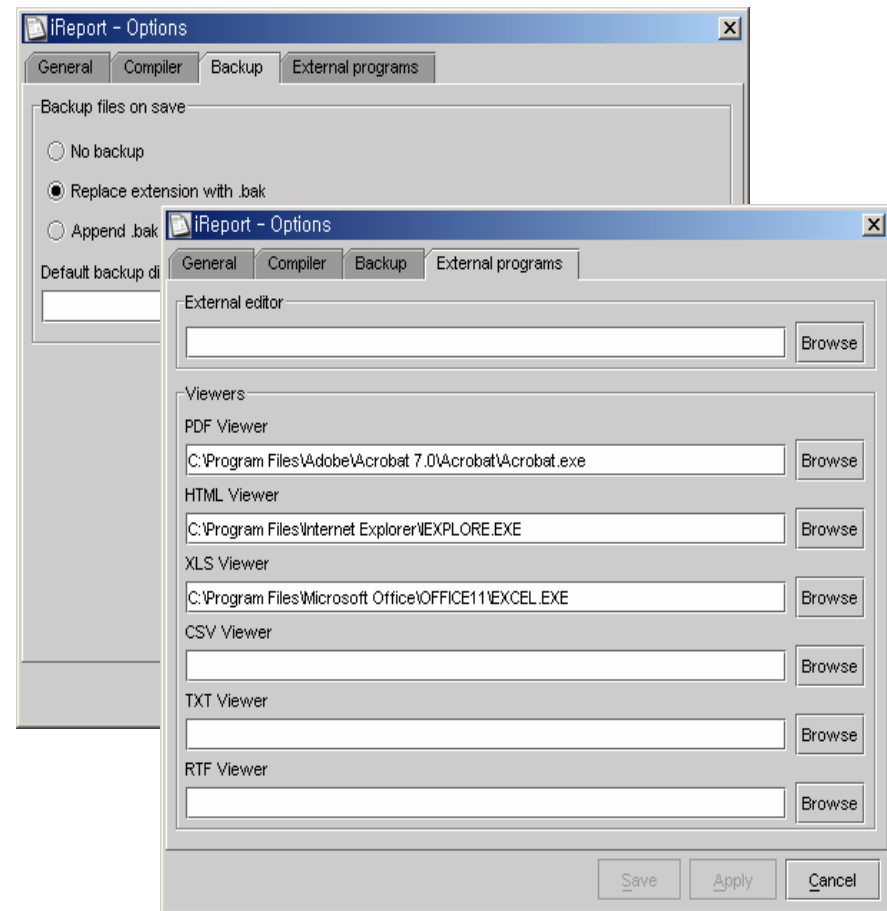 iReport - Options
General Compiler Backup External programs
Backup files on save
No backup
Replace extension with .bak
Append .bak
Default backup di
iReport - Options
General Compiler Backup External programs
External editor
Browse
Viewers
PDF Viewer
C:\Program Files\Adobe\Acrobat 7.0\Acrobat\Acrobat.exe Browse
HTML Viewer
C:\Program Files\Internet Explorer\IEXPLORE.EXE Browse
XLS Viewer
C:\Program Files\Microsoft Office\OFFICE11\EXCEL.EXE Browse
CSV Viewer
Browse
TXT Viewer
Browse
RTF Viewer
Browse
Save Apply Cancel